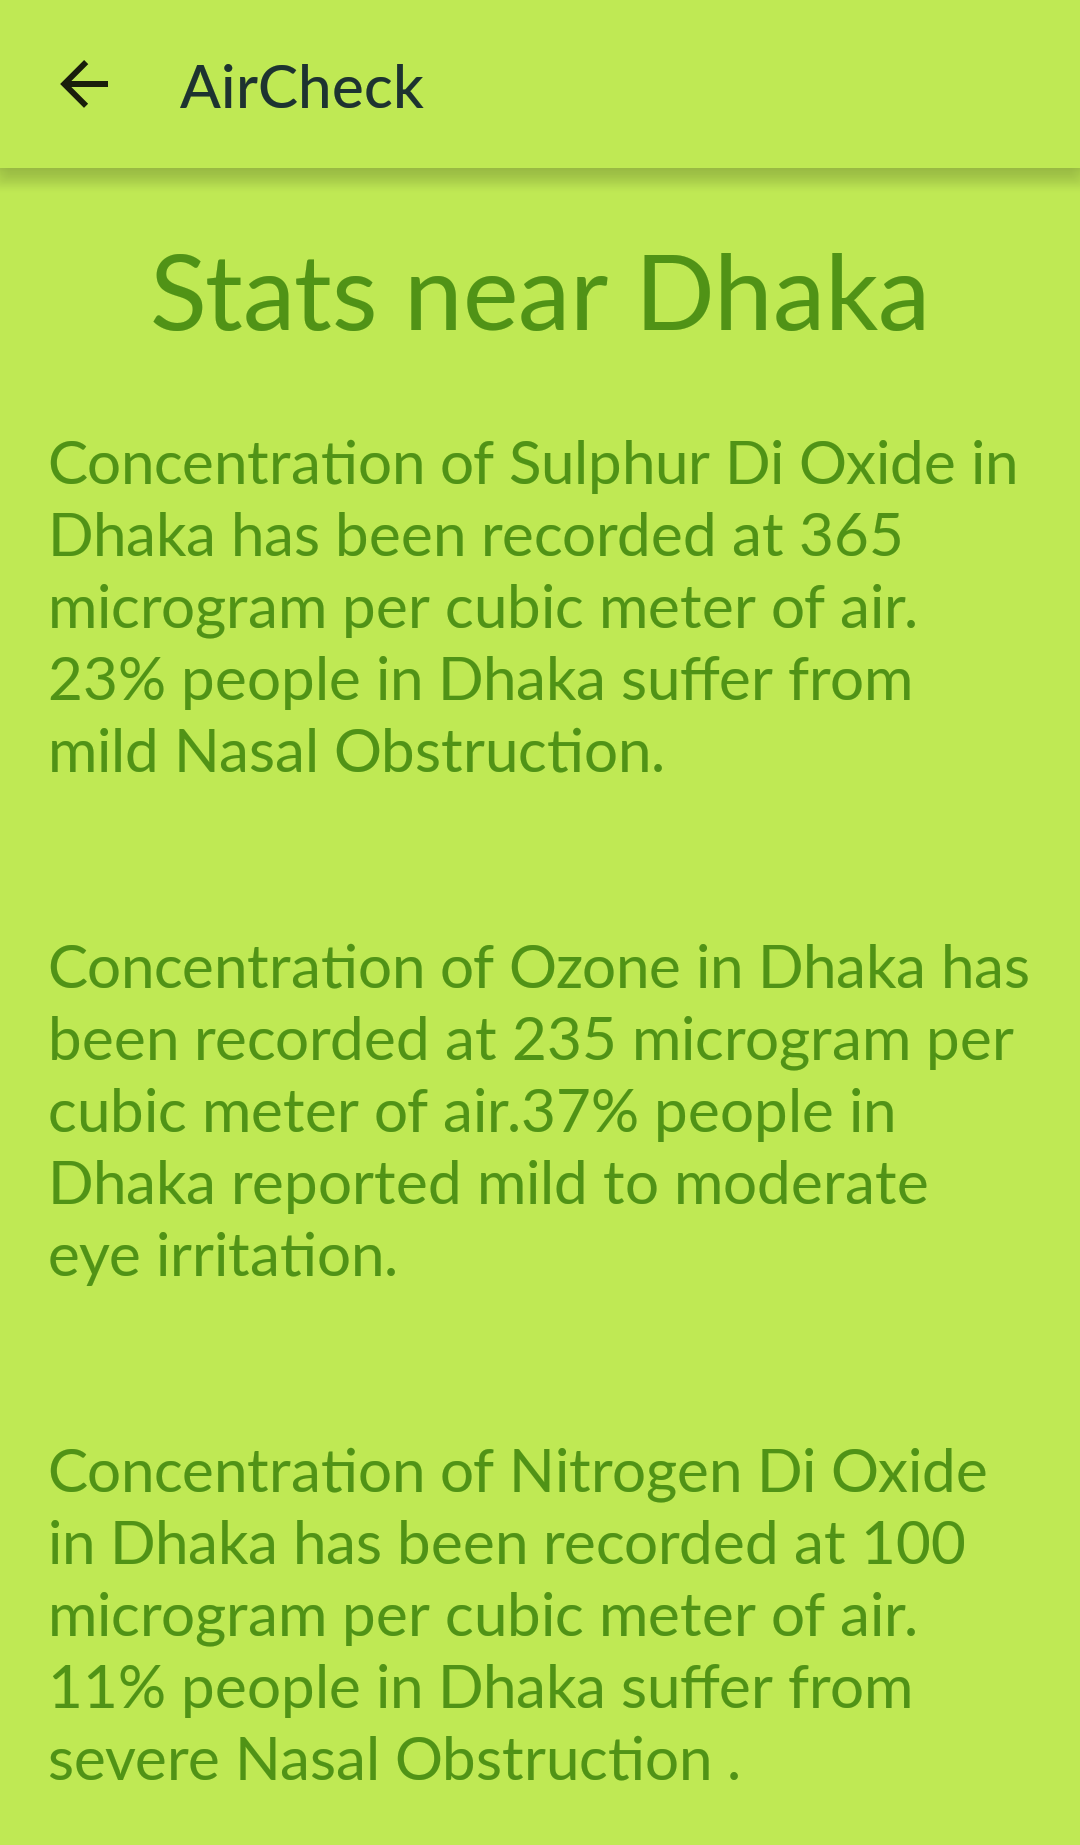 AirCheck
Stats near Dhaka
Concentration of Sulphur Di Oxide in
Dhaka has been recorded at 365
microgram per cubic meter of air.
23% people in Dhaka suffer from
mild Nasal Obstruction.
Concentration of Ozone in Dhaka has
been recorded at 235 microgram per
cubic meter of air.37% people in
Dhaka reported mild to moderate
eye irritation.
Concentration of Nitrogen Di Oxide
in Dhaka has been recorded at 100
microgram per cubic meter of air.
11% people in Dhaka suffer from
severe Nasal Obstruction .